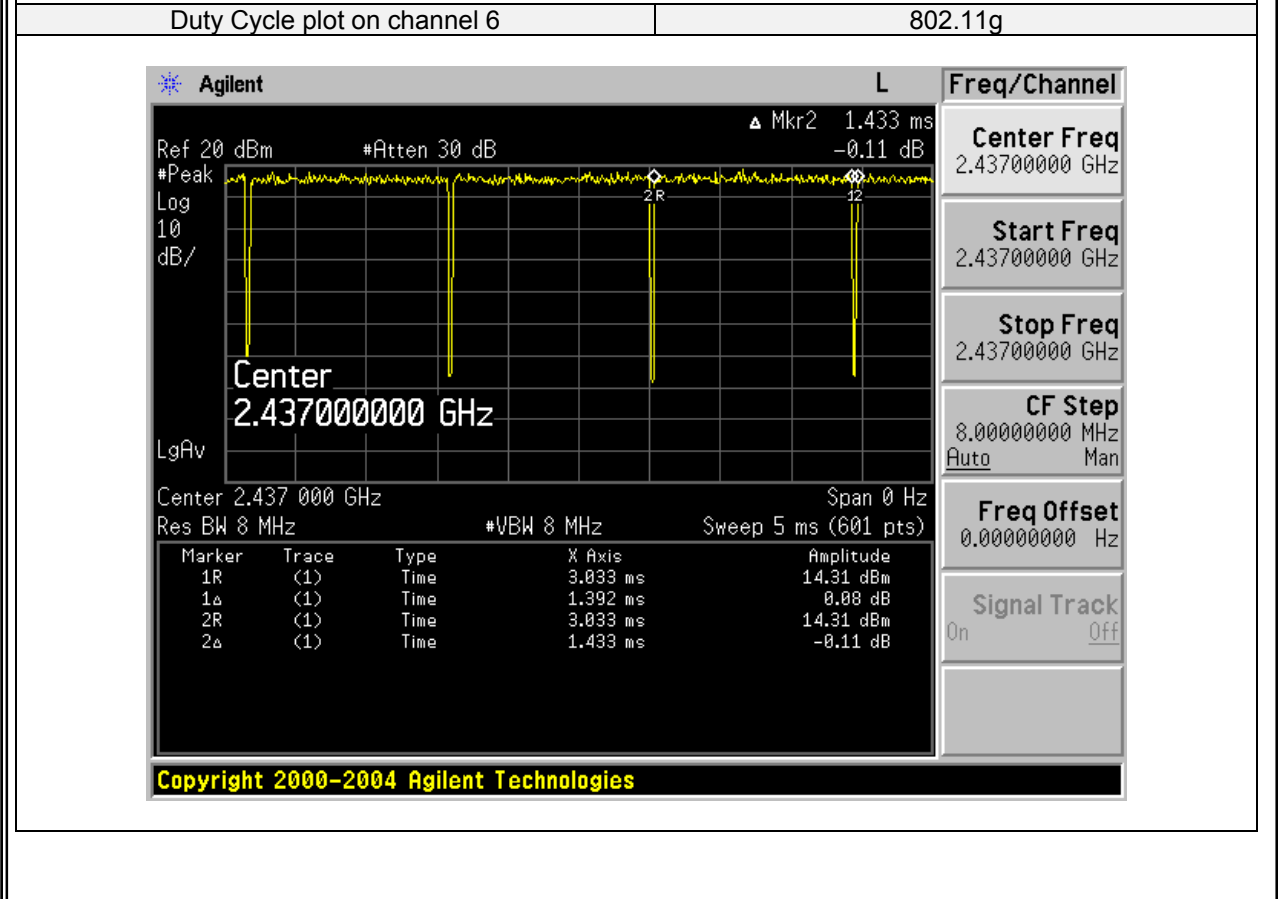 Duty Cycle plot on channel 6 802.11g
Agilent L Freq/Channel
Δ Mkr2 1.433 ms
Ref 20 dBm #Atten 30 dB -0.11 dB
#Peak
Log
10
dB/
2R 12
Center
2.437000000 GHz
LgAv
Center 2.437 000 GHz Span 0 Hz
Res BW 8 MHz #VBW 8 MHz Sweep 5 ms (601 pts)
Marker Trace Type X Axis Amplitude
1R (1) Time 3.033 ms 14.31 dBm
1Δ (1) Time 1.392 ms 0.08 dB
2R (1) Time 3.033 ms 14.31 dBm
2Δ (1) Time 1.433 ms -0.11 dB
Center Freq
2.43700000 GHz
Start Freq
2.43700000 GHz
Stop Freq
2.43700000 GHz
CF Step
8.00000000 MHz
Auto Man
Freq Offset
0.00000000 Hz
Signal Track
On Off
Copyright 2000-2004 Agilent Technologies